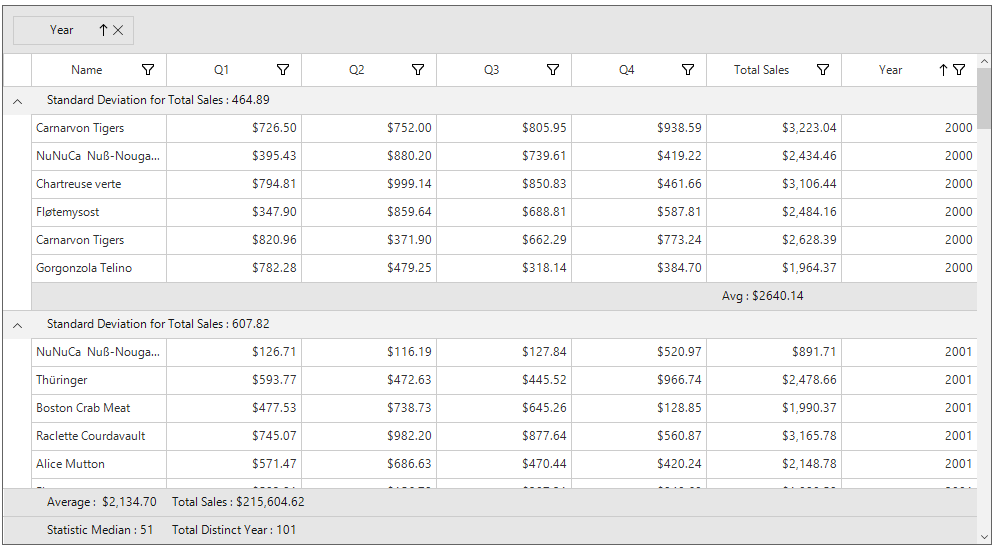 Year
Name Q1 Q2 Q3 Q4 Total Sales Year
Standard Deviation for Total Sales : 464.89
Carnarvon Tigers $726.50 $752.00 $805.95 $938.59 $3,223.04 2000
NuNuCa Nuß-Nouga... $395.43 $880.20 $739.61 $419.22 $2,434.46 2000
Chartreuse verte $794.81 $999.14 $850.83 $461.66 $3,106.44 2000
Fløtemysost $347.90 $859.64 $688.81 $587.81 $2,484.16 2000
Carnarvon Tigers $820.96 $371.90 $662.29 $773.24 $2,628.39 2000
Gorgonzola Telino $782.28 $479.25 $318.14 $384.70 $1,964.37 2000
Avg : $2640.14
Standard Deviation for Total Sales : 607.82
NuNuCa Nuß-Nouga... $126.71 $116.19 $127.84 $520.97 $891.71 2001
Thüringer $593.77 $472.63 $445.52 $966.74 $2,478.66 2001
Boston Crab Meat $477.53 $738.73 $645.26 $128.85 $1,990.37 2001
Raclette Courdavault $745.07 $982.20 $877.64 $560.87 $3,165.78 2001
Alice Mutton $571.47 $686.63 $470.44 $420.24 $2,148.78 2001
Average : $2,134.70 Total Sales : $215,604.62
Statistic Median : 51 Total Distinct Year : 101